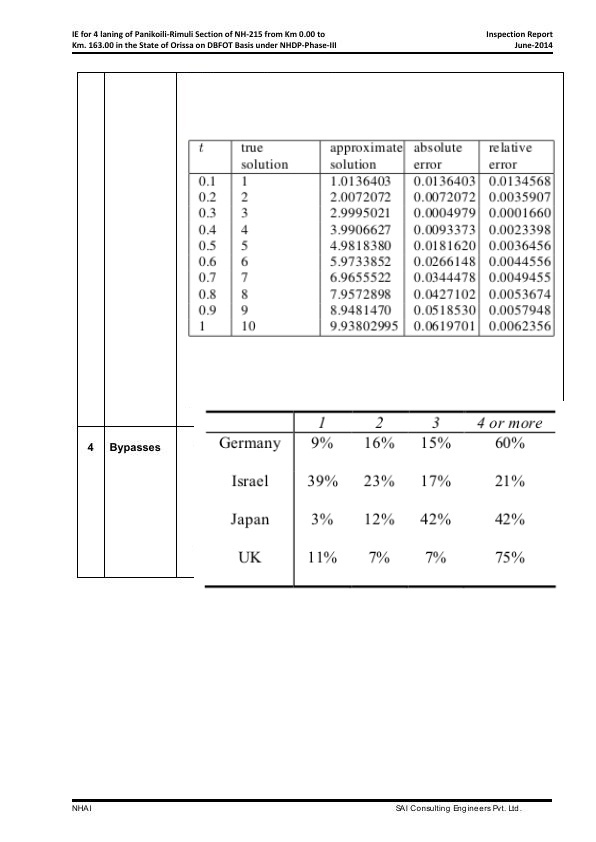 IE for 4 laning of Panikoili-Rimuli Section of NH-215 from Km 0.00 to Inspection Report
Km. 163.00 in the State of Orissa on DBFOT Basis under NHDP-Phase-III June-2014
t true approximate absolute relative
solution solution error error
0.1 1 1.0136403 0.0136403 0.0134568
0.2 2 2.0072072 0.0072072 0.0035907
0.3 3 2.9995021 0.0004979 0.0001660
0.4 4 3.9906627 0.0093373 0.0023398
0.5 5 4.9818380 0.0181620 0.0036456
0.6 6 5.9733852 0.0266148 0.0044556
0.7 7 6.9655522 0.0344478 0.0049455
0.8 8 7.9572898 0.0427102 0.0053674
0.9 9 8.9481470 0.0518530 0.0057948
1 10 9.93802995 0.0619701 0.0062356
1 2 3 4 or more
4 Bypasses Germany 9% 16% 15% 60%
Israel 39% 23% 17% 21%
Japan 3% 12% 42% 42%
UK 11% 7% 7% 75%
NHAI SAI Consulting Engineers Pvt. Ltd.